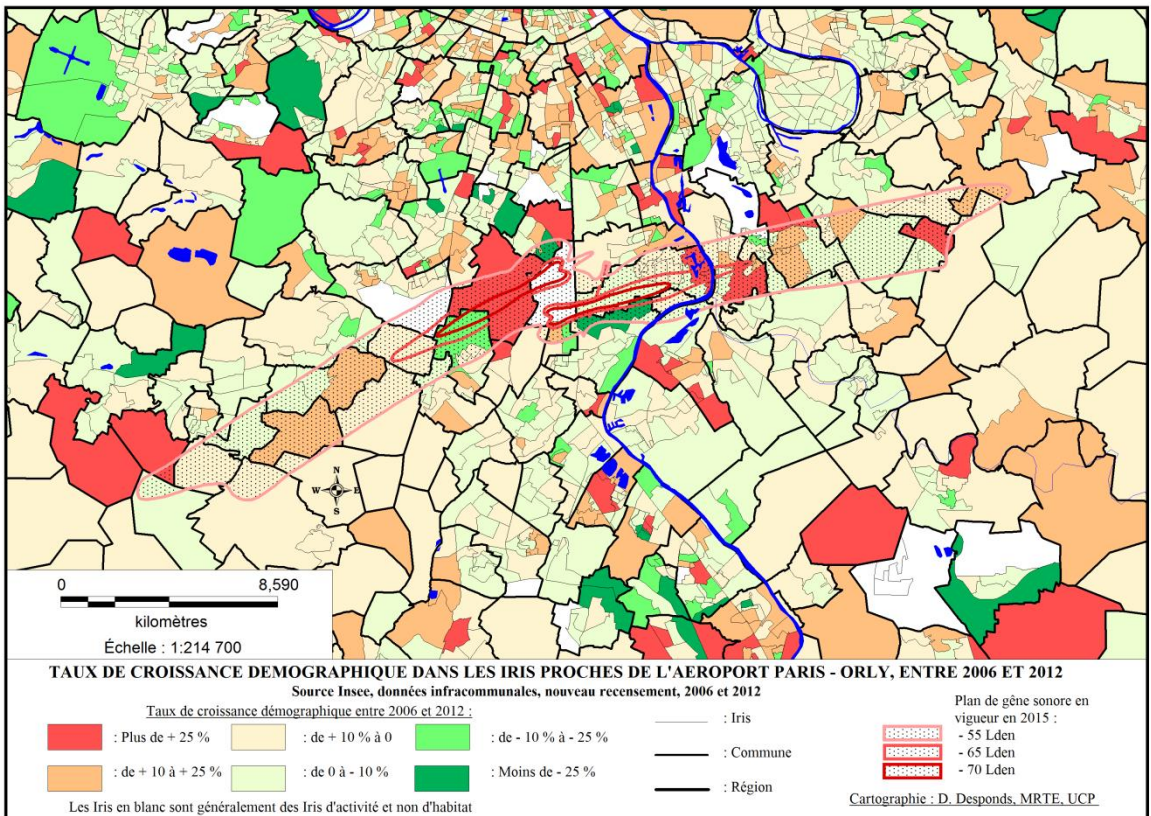 N
W E
S
0 8,590
kilomètres
Échelle : 1:214 700
TAUX DE CROISSANCE DEMOGRAPHIQUE DANS LES IRIS PROCHES DE L'AEROPORT PARIS - ORLY, ENTRE 2006 ET 2012
Source Insee, données infracommunales, nouveau recensement, 2006 et 2012
Taux de croissance démographique entre 2006 et 2012 :
: Plus de + 25 %
: de + 10 % à 0
: de - 10 % à - 25 %
: de + 10 à + 25 %
: de 0 à - 10 %
: Moins de - 25 %
Les Iris en blanc sont généralement des Iris d'activité et non d'habitat
: Iris
: Commune
: Région
Plan de gêne sonore en
vigueur en 2015 :
- 55 Lden
- 65 Lden
- 70 Lden
Cartographie : D. Desponds, MRTE, UCP